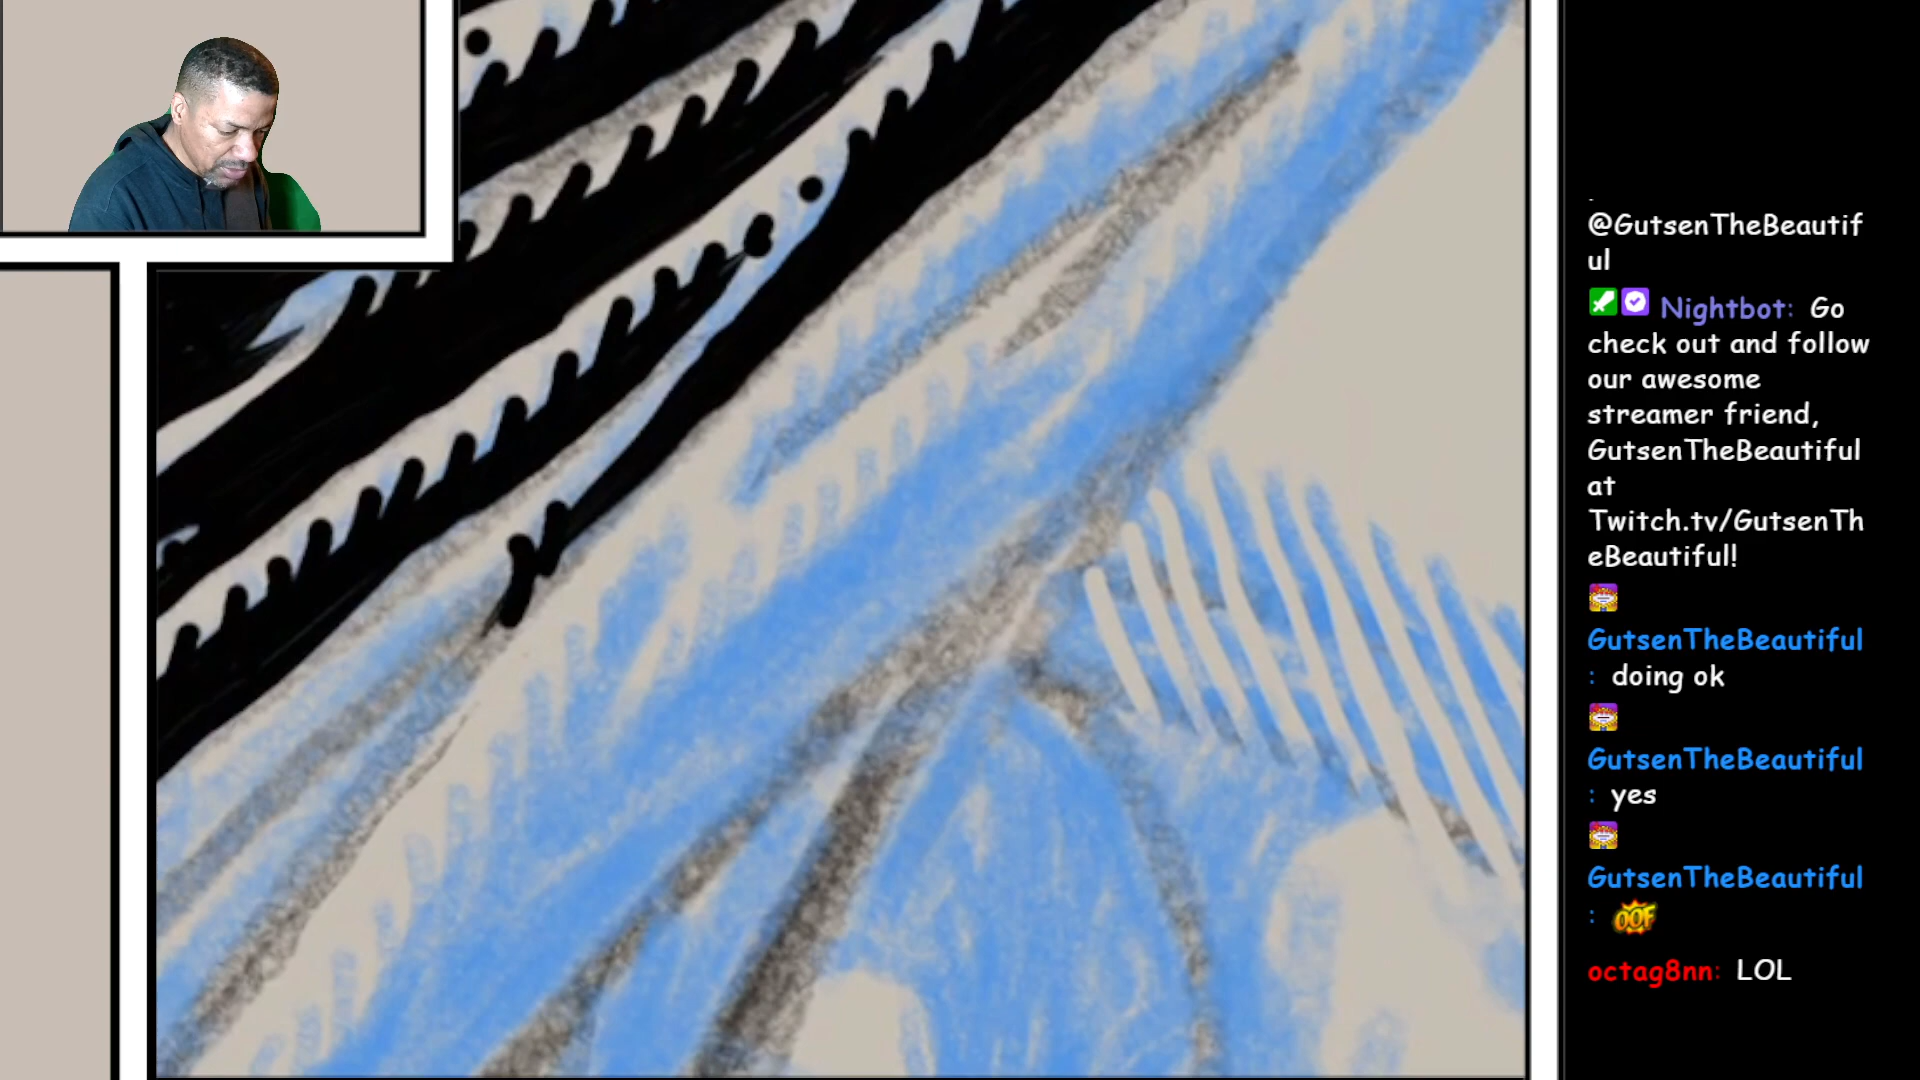 @GutsenTheBeautif
ul
Nightbot: Go
check out and follow
our awesome
streamer friend,
GutsenTheBeautiful
at
Twitch.tv/GutsenTh
eBeautiful!
GutsenTheBeautiful
: doing ok
GutsenTheBeautiful
: yes
GutsenTheBeautiful
: OOF
octag8nn: LOL